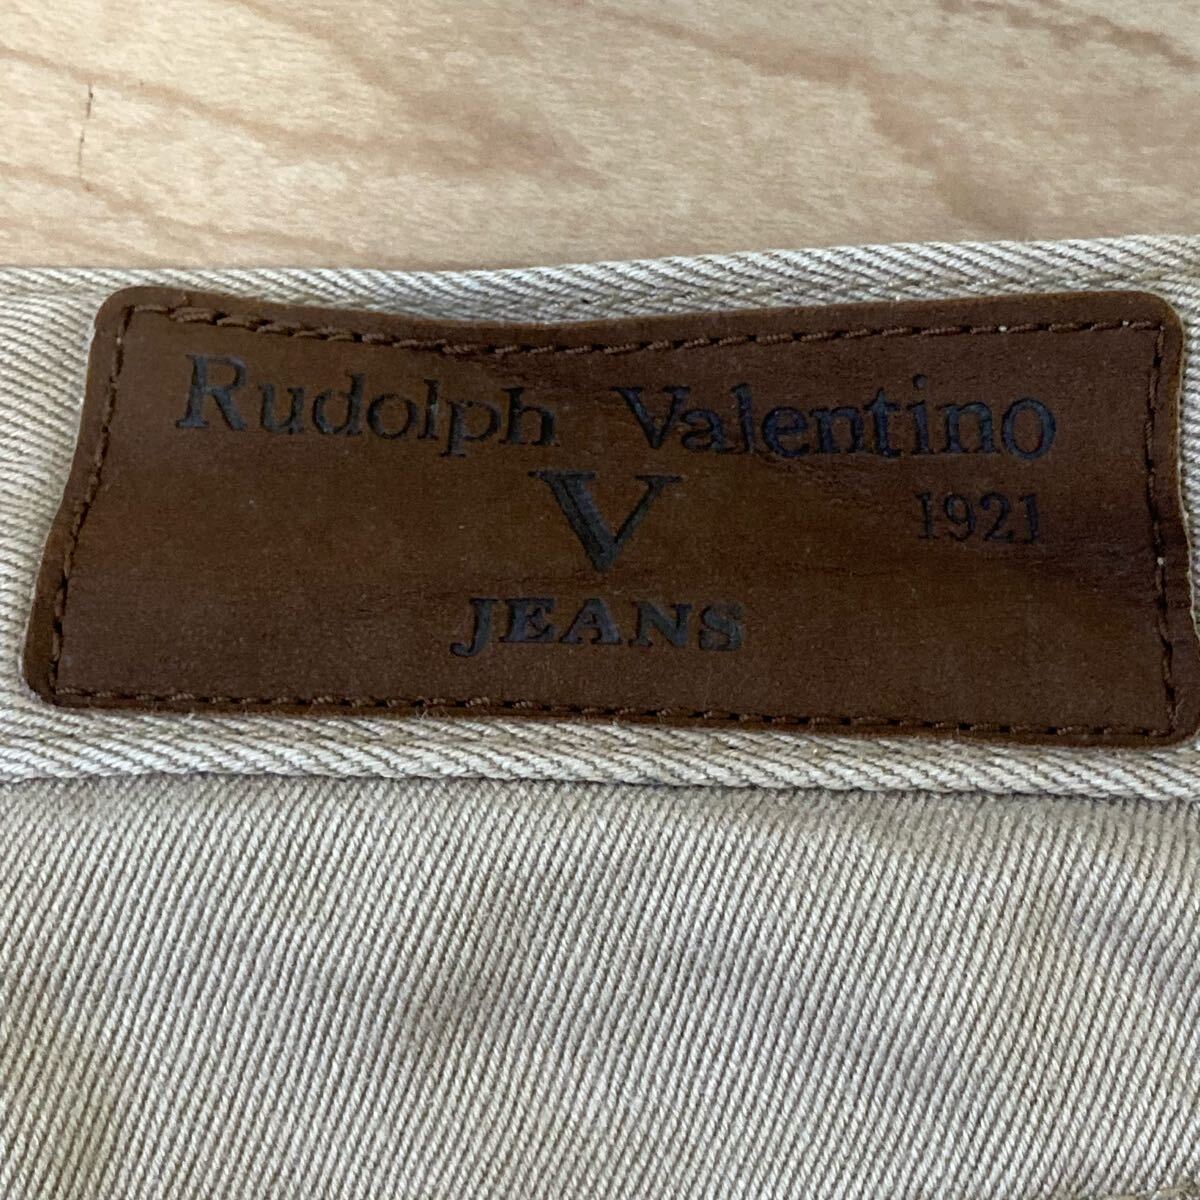 Rudolph Valentino
V
1921
JEANS